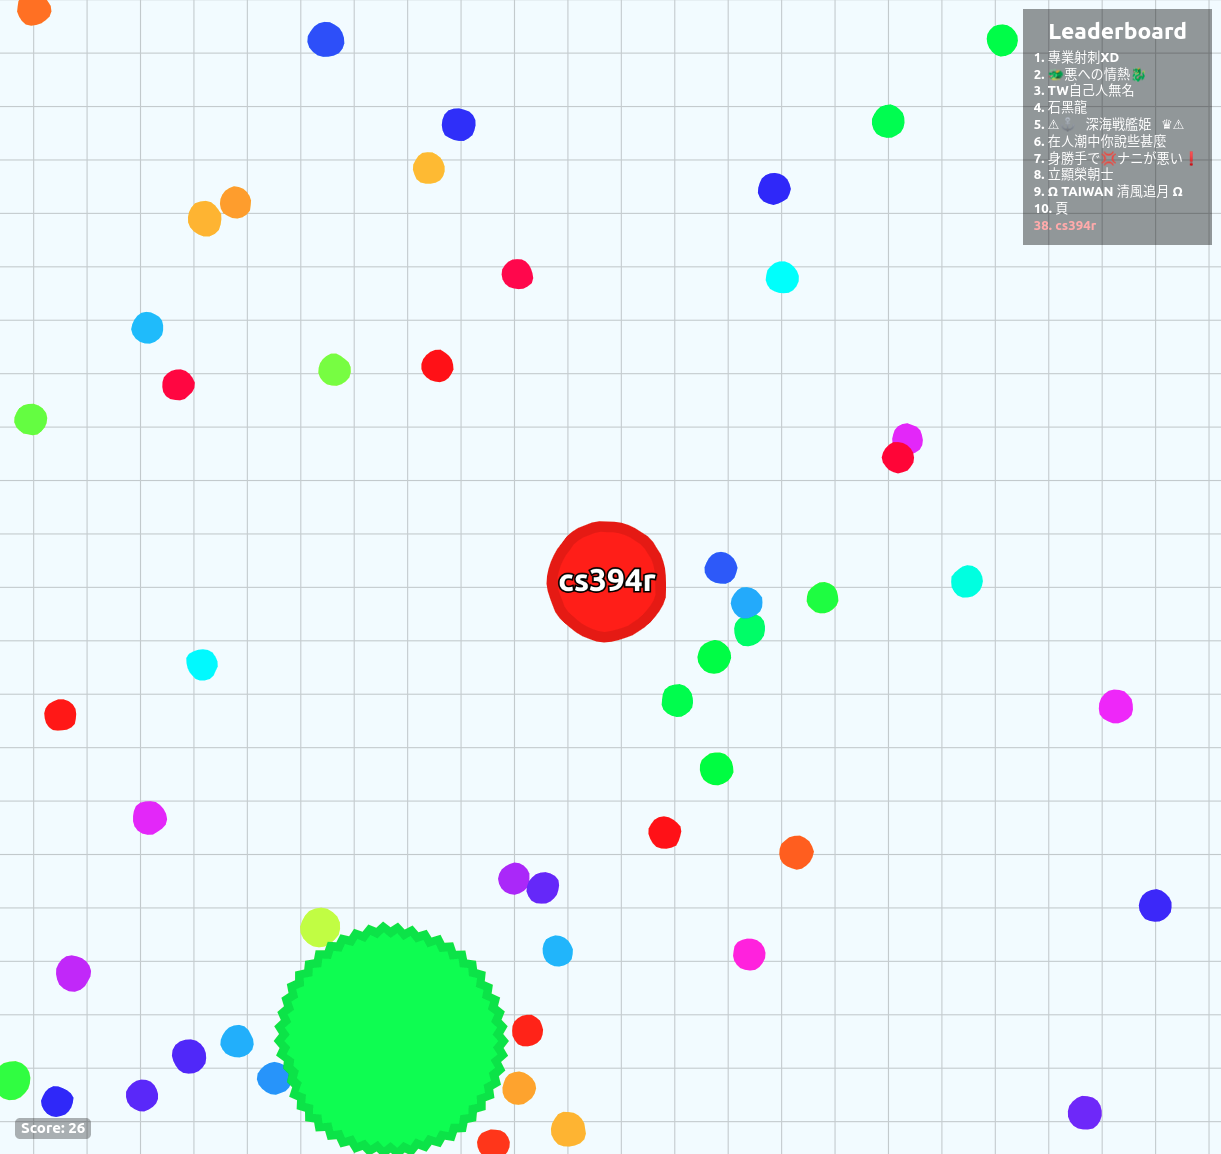 Leaderboard
1. 專業射刺XD
2. 🐲悪への情熱🐉
3. TW自己人無名
4. 石黑龍
5. ⚠⚓ 深海戦艦姫 ♛⚠
6. 在人潮中你說些甚麼
7. 身勝手で💢ナニが悪い❗
8. 立顯榮朝士
9. Ω TAIWAN 清風追月 Ω
10. 頁
38. cs394r
cs394r
Score: 26